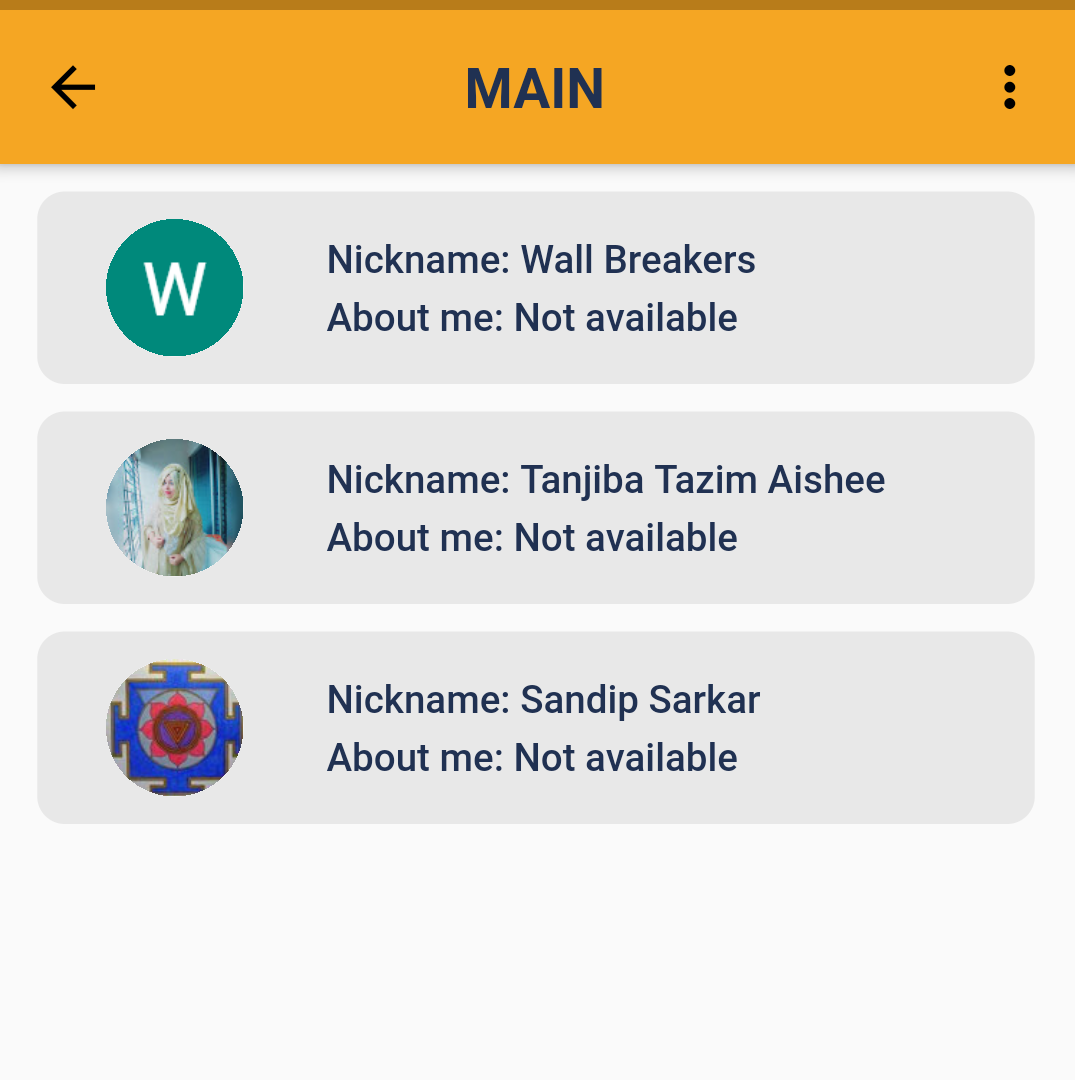 MAIN
W
Nickname: Wall Breakers
About me: Not available
Nickname: Tanjiba Tazim Aishee
About me: Not available
Nickname: Sandip Sarkar
About me: Not available